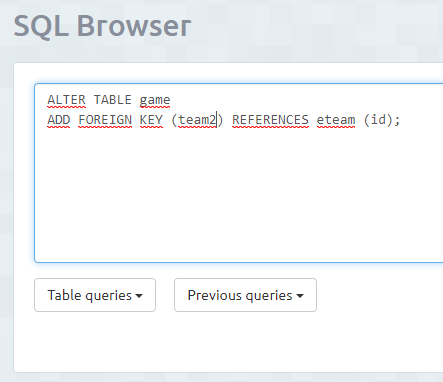 SQL Browser
ALTER TABLE game
ADD FOREIGN KEY (team2) REFERENCES eteam (id);
Table queries
Previous queries